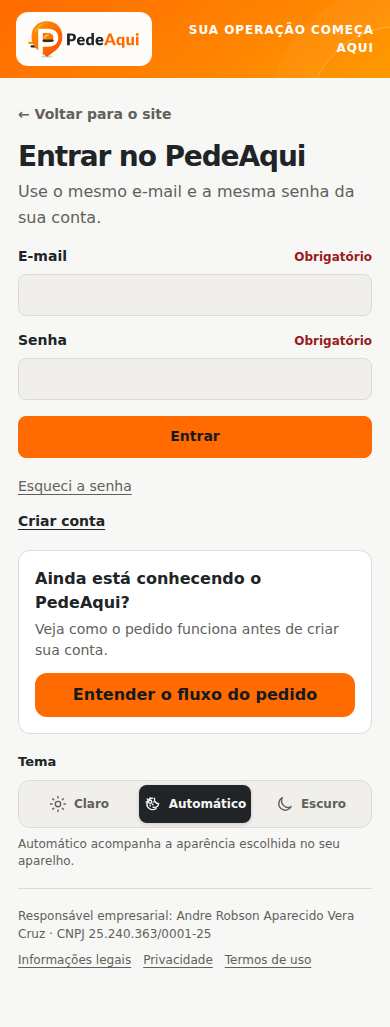 PedeAqui
SUA OPERAÇÃO COMEÇA
AQUI
← Voltar para o site
Entrar no PedeAqui
Use o mesmo e-mail e a mesma senha da
sua conta.
E-mail Obrigatório
Senha Obrigatório
Entrar
Esqueci a senha
Criar conta
Ainda está conhecendo o
PedeAqui?
Veja como o pedido funciona antes de criar
sua conta.
Entender o fluxo do pedido
Tema
Claro Automático Escuro
Automático acompanha a aparência escolhida no seu
aparelho.
Responsável empresarial: Andre Robson Aparecido Vera
Cruz · CNPJ 25.240.363/0001-25
Informações legais Privacidade Termos de uso